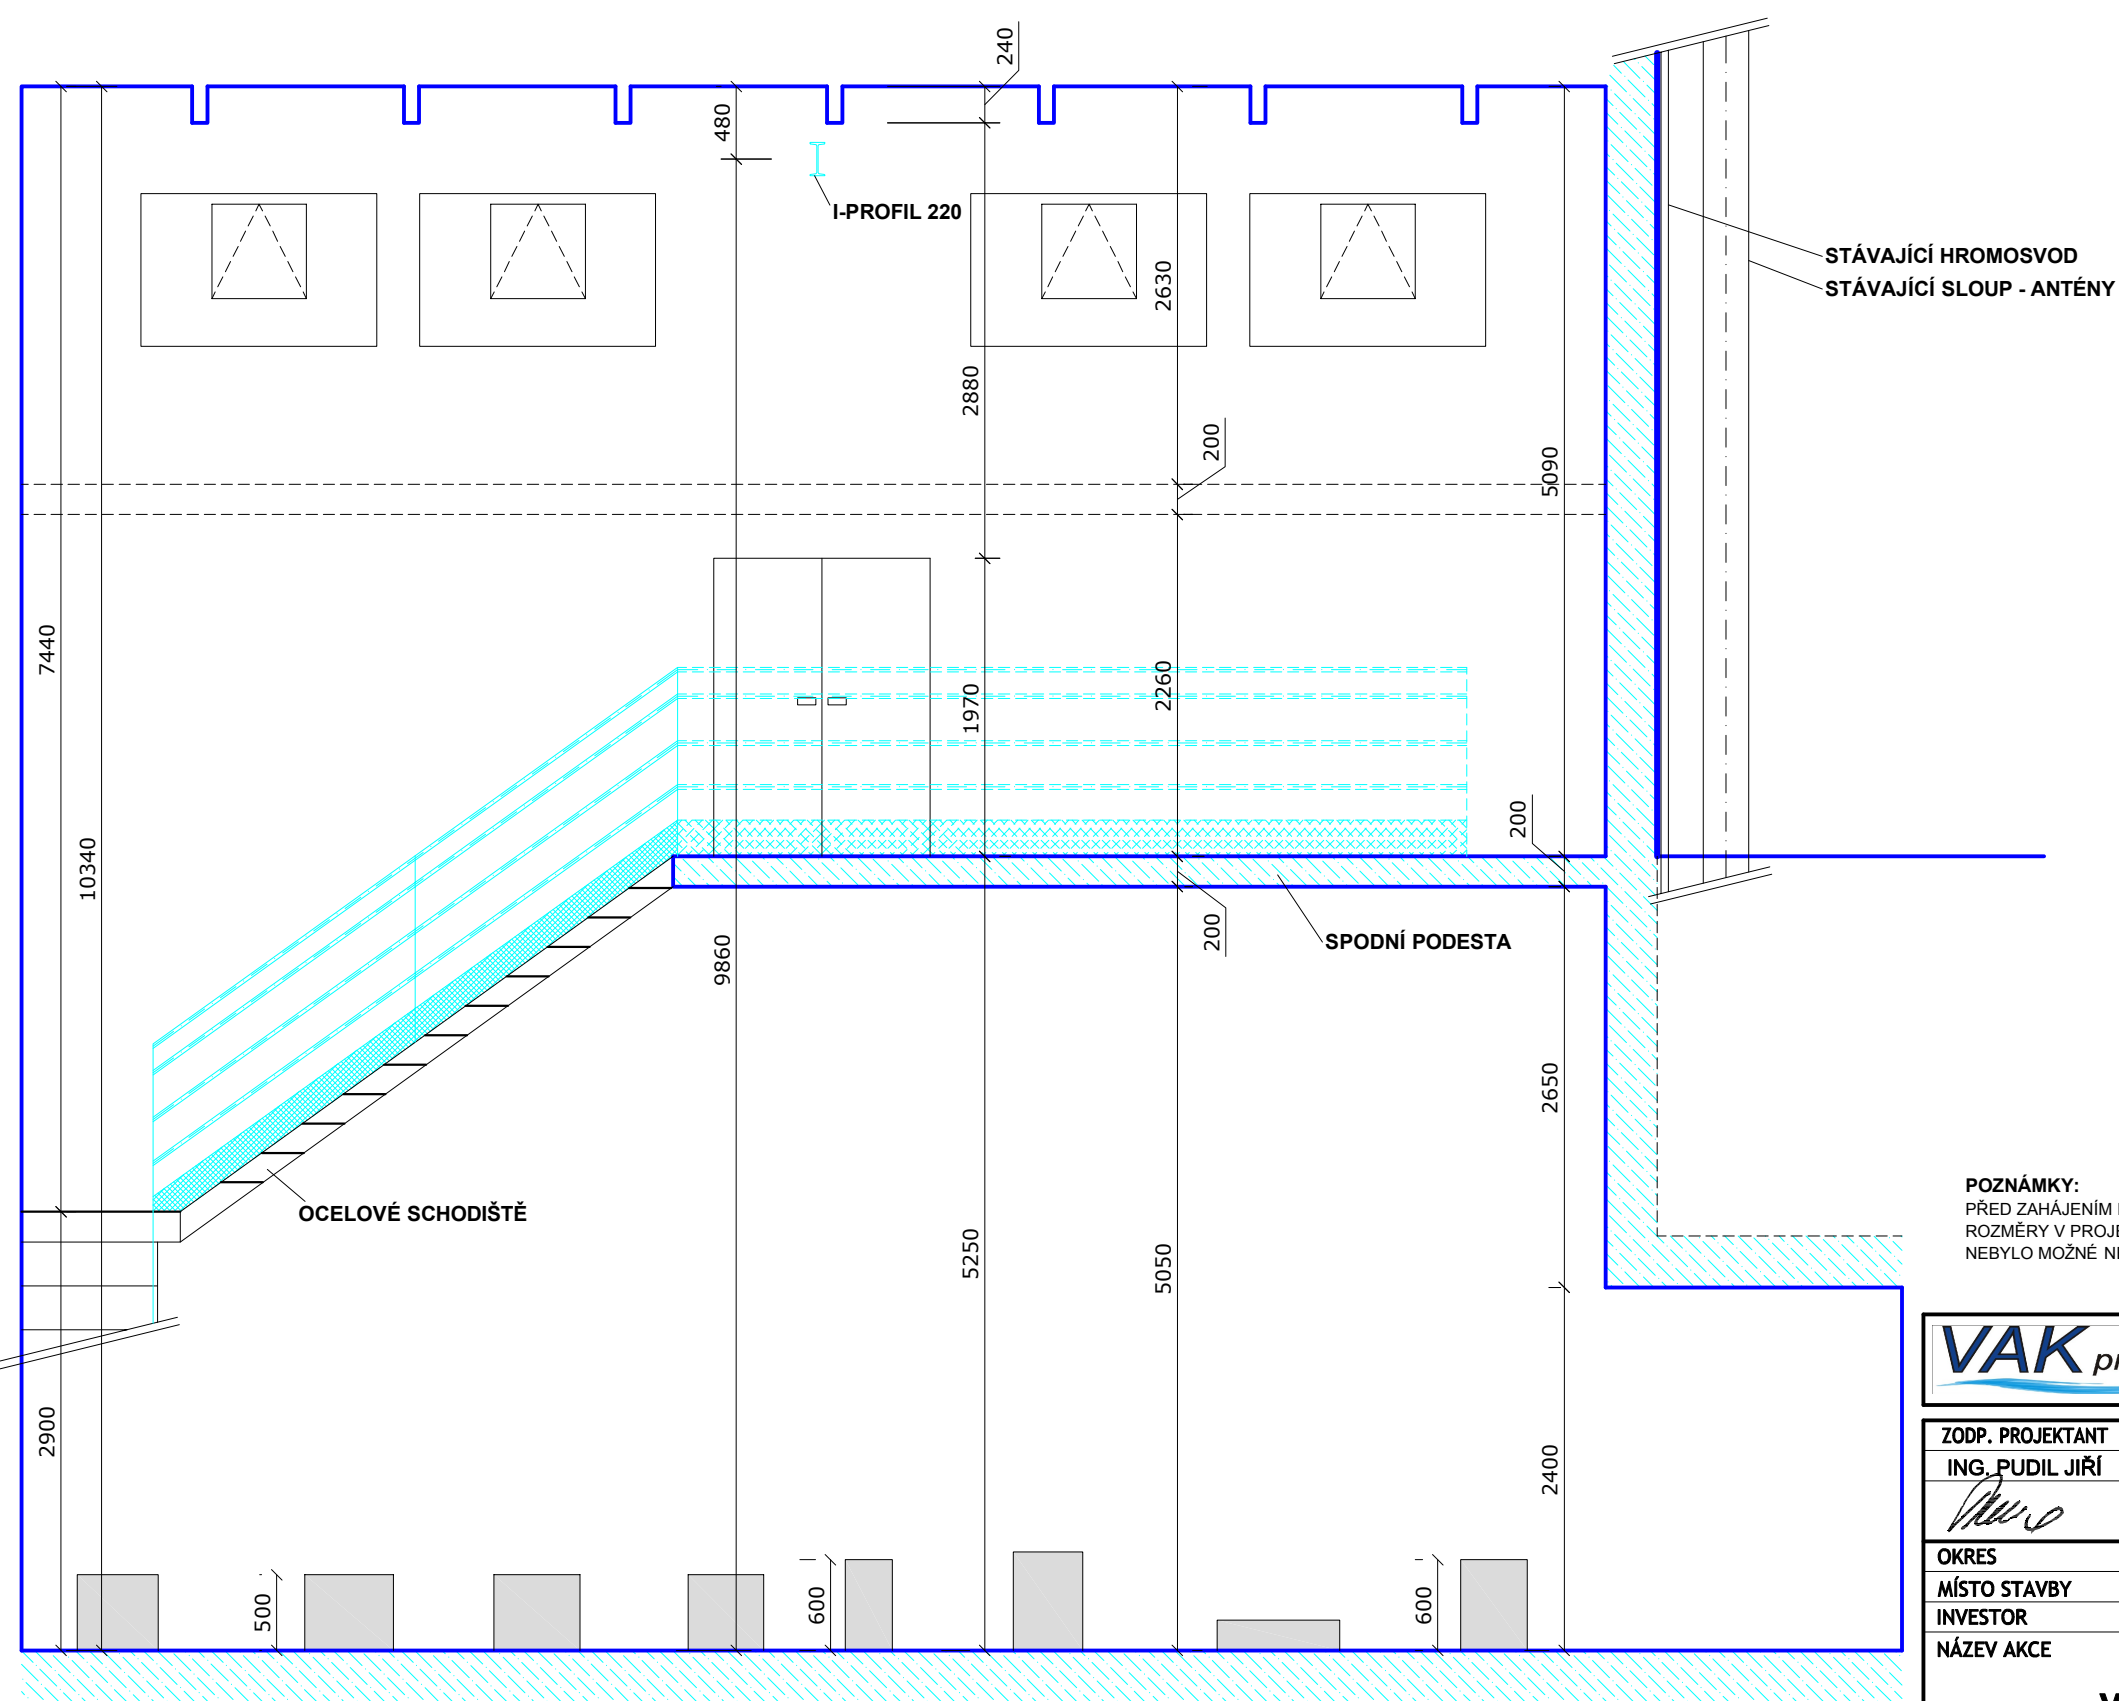 240
480
I-PROFIL 220
2630
STÁVAJÍCÍ HROMOSVOD
STÁVAJÍCÍ SLOUP - ANTÉNY
2880
200
5090
7440
1970
2260
10340
200
9860
200
SPODNÍ PODESTA
2650
OCELOVÉ SCHODIŠTĚ
5250
5050
POZNÁMKY:
PŘED ZAHÁJENÍM
ROZMĚRY V
NEBYLO MOŽNÉ
VAK
2900
2400
ZODP. PROJEKTANT
ING. PUDIL JIŘÍ
500
600
600
OKRES
MÍSTO STAVBY
INVESTOR
NÁZEV AKCE